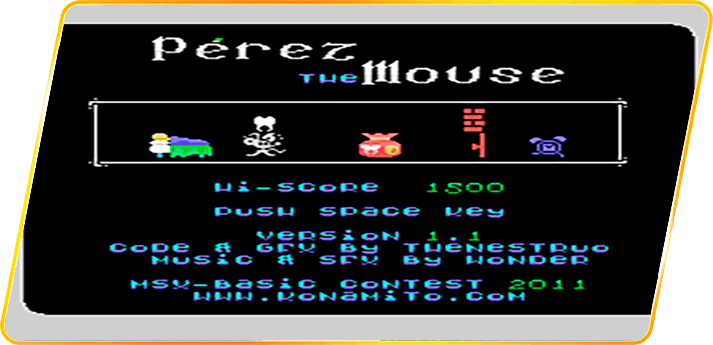 Pérez
THE Mouse
Hi-Score 1500
Push space key
Version 1.1
Code & GFX by TheNestruo
Music & SFX by Wonder
MSX-BASIC Contest 2011
www.konamito.com